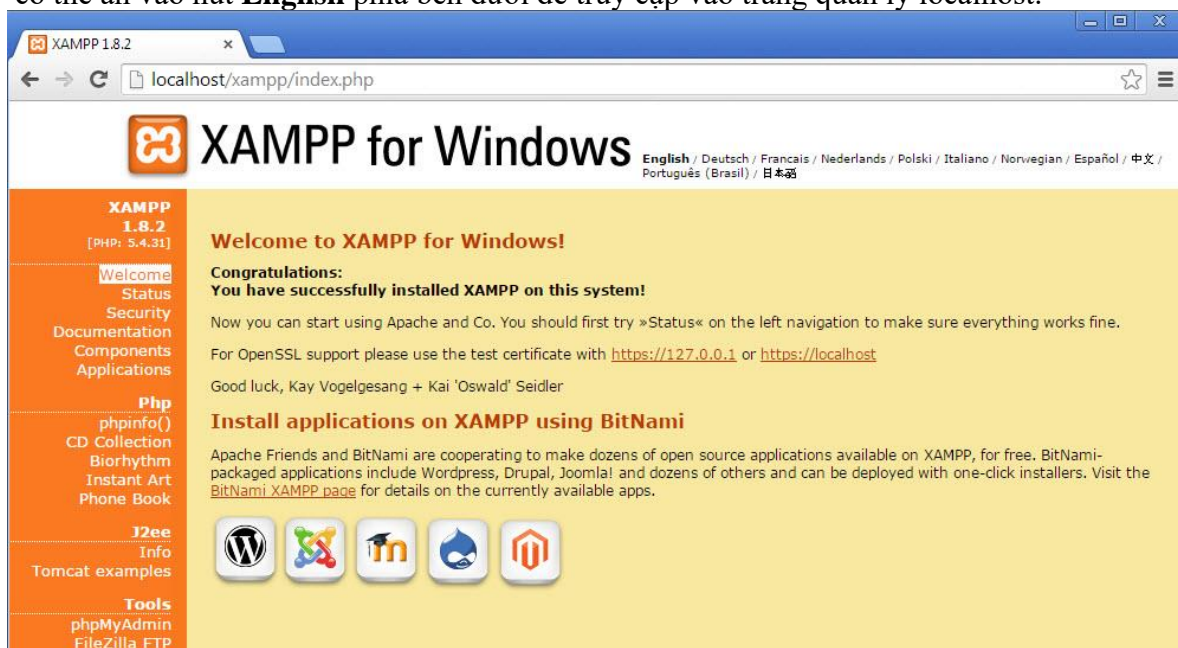 có thể ấn vào nút English phía bên dưới để truy cập vào trang quản lý localhost.
XAMPP 1.8.2
localhost/xampp/index.php
XAMPP for Windows
English / Deutsch / Francais / Nederlands / Polski / Italiano / Norwegian / Español / 中文 /
Português (Brasil) / 日本語
XAMPP
1.8.2
[PHP: 5.4.31]
Welcome
Status
Security
Documentation
Components
Applications
Php
phpinfo()
CD Collection
Biorhythm
Instant Art
Phone Book
J2ee
Info
Tomcat examples
Tools
phpMyAdmin
FileZilla FTP
Welcome to XAMPP for Windows!
Congratulations:
You have successfully installed XAMPP on this system!
Now you can start using Apache and Co. You should first try »Status« on the left navigation to make sure everything works fine.
For OpenSSL support please use the test certificate with https://127.0.0.1 or https://localhost
Good luck, Kay Vogelgesang + Kai 'Oswald' Seidler
Install applications on XAMPP using BitNami
Apache Friends and BitNami are cooperating to make dozens of open source applications available on XAMPP, for free. BitNami-
packaged applications include Wordpress, Drupal, Joomla! and dozens of others and can be deployed with one-click installers. Visit the
BitNami XAMPP page for details on the currently available apps.